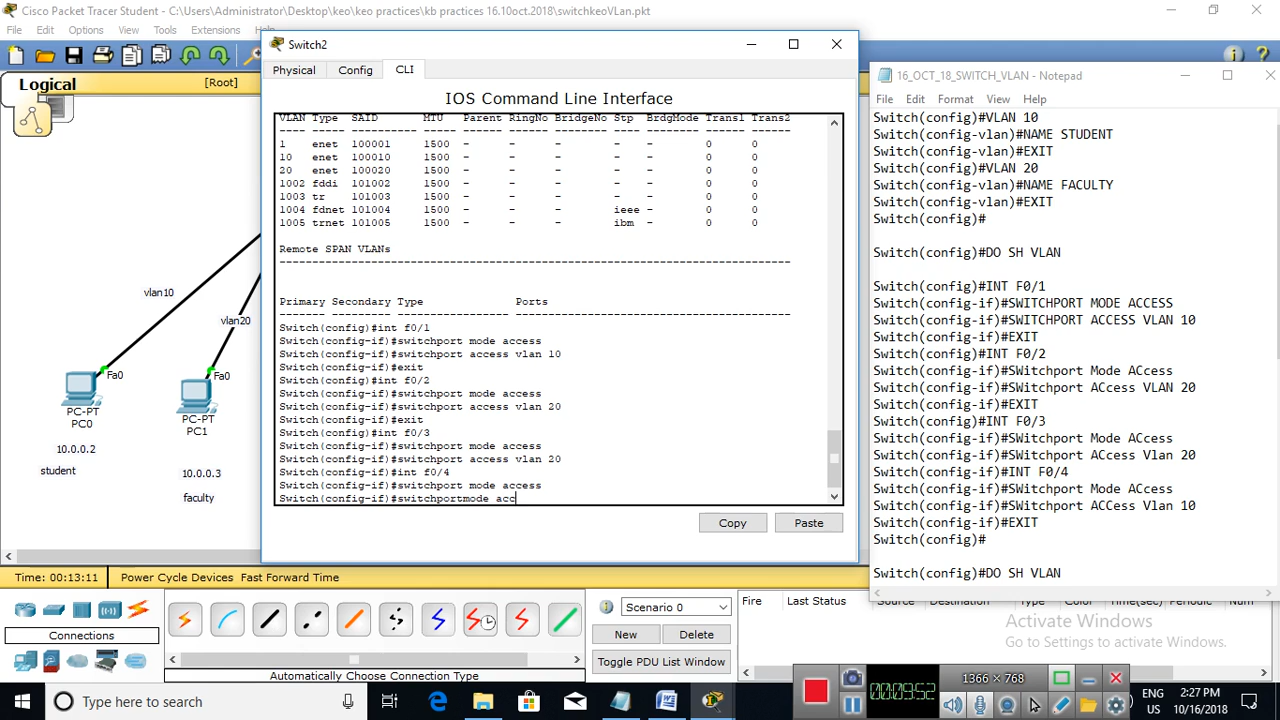 Cisco Packet Tracer Student - C:\Users\Administrator\Desktop\keo\keo practices\kb practices 16.10oct.2018\switchkeoVLan.pkt
File Edit Options View Tools Extensions
Logical
[Root]
vlan10
vlan20
Fa0
Fa0
PC-PT
PC0
PC-PT
PC1
10.0.0.2
10.0.0.3
student
faculty
Switch2
Physical Config CLI
IOS Command Line Interface
VLAN Type SAID MTU Parent RingNo BridgeNo Stp BrdgMode Trans1 Trans2
---- ----- ---------- ----- ------ ------ -------- ---- -------- ------ ------
1 enet 100001 1500 - - - - - 0 0
10 enet 100010 1500 - - - - - 0 0
20 enet 100020 1500 - - - - - 0 0
1002 fddi 101002 1500 - - - - - 0 0
1003 tr 101003 1500 - - - - - 0 0
1004 fdnet 101004 1500 - - - ieee - 0 0
1005 trnet 101005 1500 - - - ibm - 0 0
Remote SPAN VLANs
------------------------------------------------------------------------------
Primary Secondary Type Ports
------- --------- ----------------- ------------------------------------------
Switch(config)#int f0/1
Switch(config-if)#switchport mode access
Switch(config-if)#switchport access vlan 10
Switch(config-if)#exit
Switch(config)#int f0/2
Switch(config-if)#switchport mode access
Switch(config-if)#switchport access vlan 20
Switch(config-if)#exit
Switch(config)#int f0/3
Switch(config-if)#switchport mode access
Switch(config-if)#switchport access vlan 20
Switch(config-if)#int f0/4
Switch(config-if)#switchport mode access
Switch(config-if)#switchportmode acc
Copy Paste
16_OCT_18_SWITCH_VLAN - Notepad
File Edit Format View Help
Switch(config)#VLAN 10
Switch(config-vlan)#NAME STUDENT
Switch(config-vlan)#EXIT
Switch(config)#VLAN 20
Switch(config-vlan)#NAME FACULTY
Switch(config-vlan)#EXIT
Switch(config)#
Switch(config)#DO SH VLAN
Switch(config)#INT F0/1
Switch(config-if)#SWITCHPORT MODE ACCESS
Switch(config-if)#SWITCHPORT ACCESS VLAN 10
Switch(config-if)#EXIT
Switch(config)#INT F0/2
Switch(config-if)#Switchport Mode ACcess
Switch(config-if)#Switchport ACcess VLAN 20
Switch(config-if)#EXIT
Switch(config)#INT F0/3
Switch(config-if)#SWitchport Mode ACcess
Switch(config-if)#SWitchport ACcess Vlan 20
Switch(config-if)#INT F0/4
Switch(config-if)#SWitchport Mode ACcess
Switch(config-if)#Switchport ACcess Vlan 10
Switch(config-if)#EXIT
Switch(config)#
Switch(config)#DO SH VLAN
Time: 00:13:11 Power Cycle Devices Fast Forward Time
Connections
Automatically Choose Connection Type
Scenario 0
New Delete
Toggle PDU List Window
Fire Last Status Source Destination Type Color Time(sec) Periodic Num
Activate Windows
Go to Settings to activate Windows.
Type here to search
00:09:52
1366 × 768
ENG
US
2:27 PM
10/16/2018